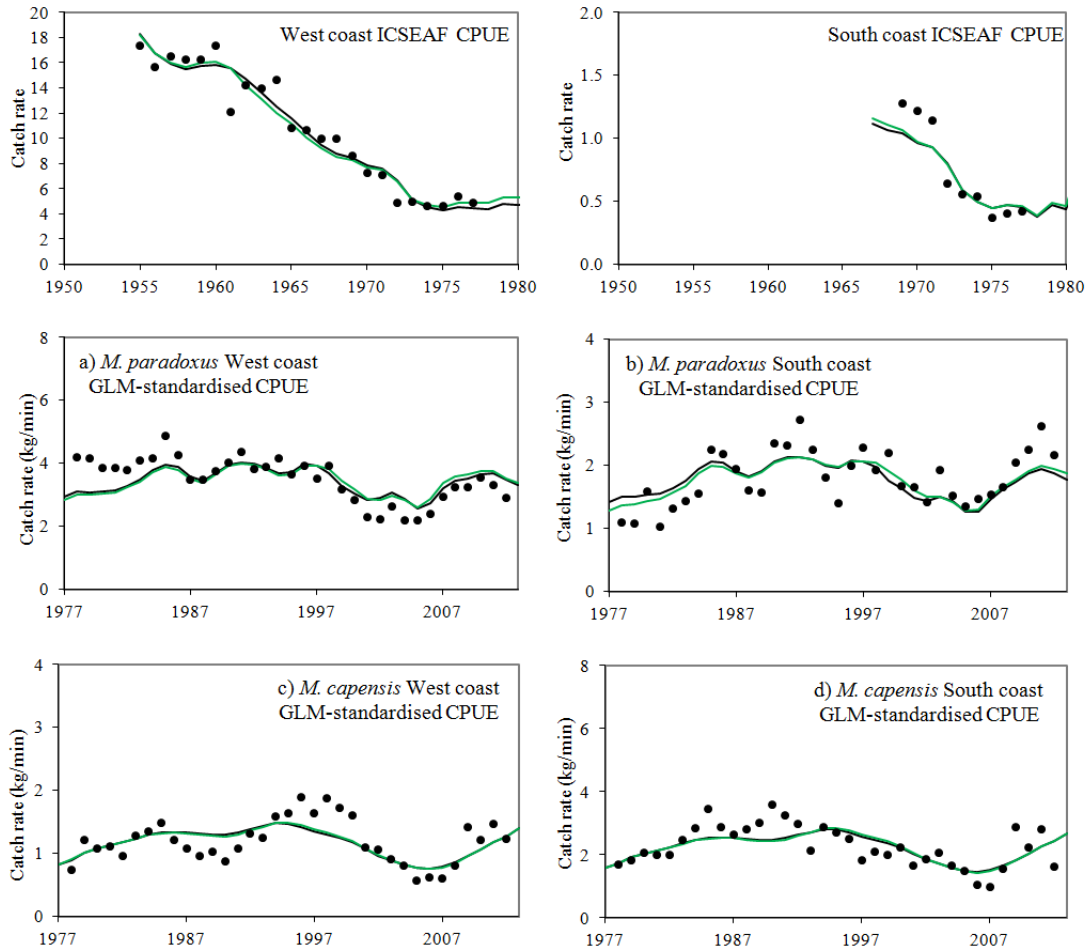 West coast ICSEAF CPUE
Catch rate
20
18
16
14
12
10
8
6
4
2
0
1950 1955 1960 1965 1970 1975 1980
South coast ICSEAF CPUE
Catch rate
2.0
1.5
1.0
0.5
0.0
1950 1955 1960 1965 1970 1975 1980
a) M. paradoxus West coast
GLM-standardised CPUE
Catch rate (kg/min)
8
6
4
2
0
1977 1987 1997 2007
b) M. paradoxus South coast
GLM-standardised CPUE
Catch rate (kg/min)
4
3
2
1
0
1977 1987 1997 2007
c) M. capensis West coast
GLM-standardised CPUE
Catch rate (kg/min)
4
3
2
1
0
1977 1987 1997 2007
d) M. capensis South coast
GLM-standardised CPUE
Catch rate (kg/min)
8
6
4
2
0
1977 1987 1997 2007